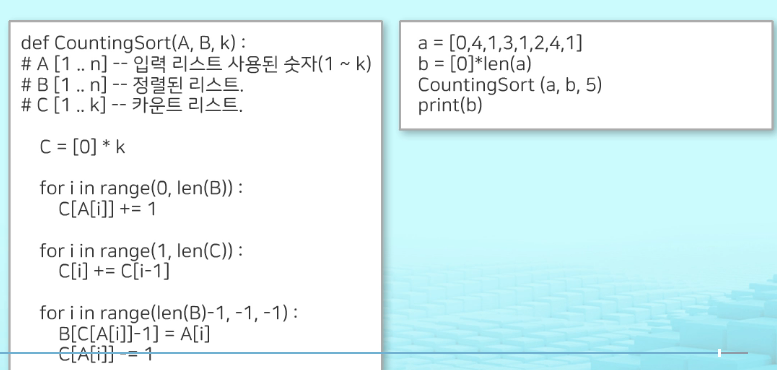 def CountingSort(A, B, k) :
# A [1 .. n] -- 입력 리스트 사용된 숫자(1 ~ k)
# B [1 .. n] -- 정렬된 리스트.
# C [1 .. k] -- 카운트 리스트.
C = [0] * k
for i in range(0, len(B)) :
C[A[i]] += 1
for i in range(1, len(C)) :
C[i] += C[i-1]
for i in range(len(B)-1, -1, -1) :
B[C[A[i]]-1] = A[i]
C[A[i]] -= 1
a = [0,4,1,3,1,2,4,1]
b = [0]*len(a)
CountingSort (a, b, 5)
print(b)